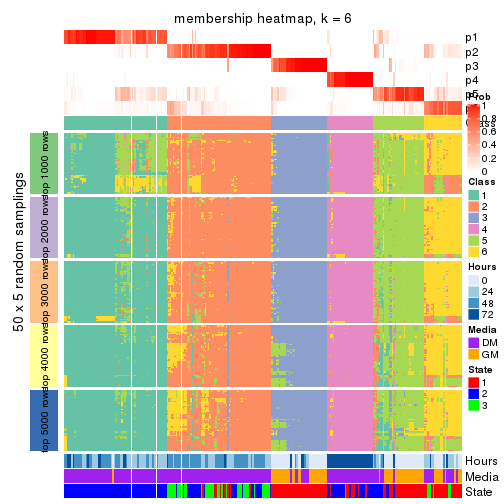 membership heatmap, k = 6
p1
p2
p3
p4
Prob
1
0.8
0.6
0.4
0.2
0
Class
1
2
3
4
5
6
Hours
0
24
48
72
Media
DM
GM
State
1
2
3
50 x 5 random samplings
top 1000 rows
top 2000 rows
top 3000 rows
top 4000 rows
top 5000 rows
Hours
Media
State